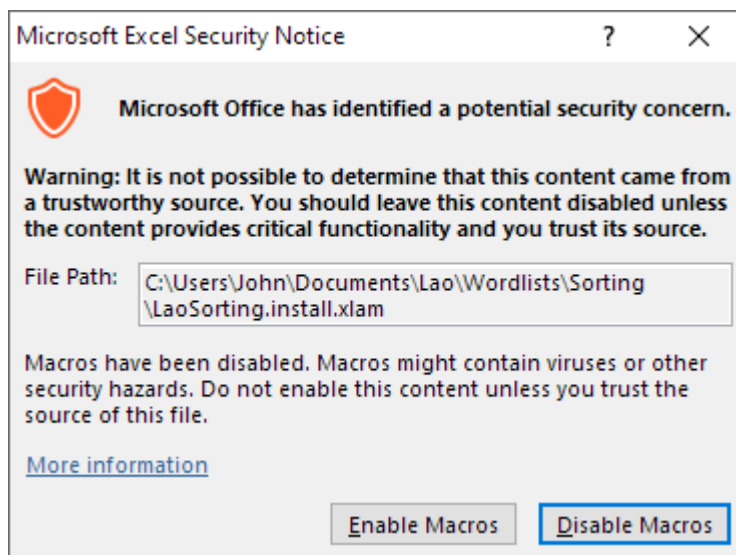 Microsoft Excel Security Notice ?
Microsoft Office has identified a potential security concern.
Warning: It is not possible to determine that this content came from
a trustworthy source. You should leave this content disabled unless
the content provides critical functionality and you trust its source.
File Path: C:\Users\John\Documents\Lao\Wordlists\Sorting
\LaoSorting.install.xlam
Macros have been disabled. Macros might contain viruses or other
security hazards. Do not enable this content unless you trust the
source of this file.
More information
Enable Macros Disable Macros